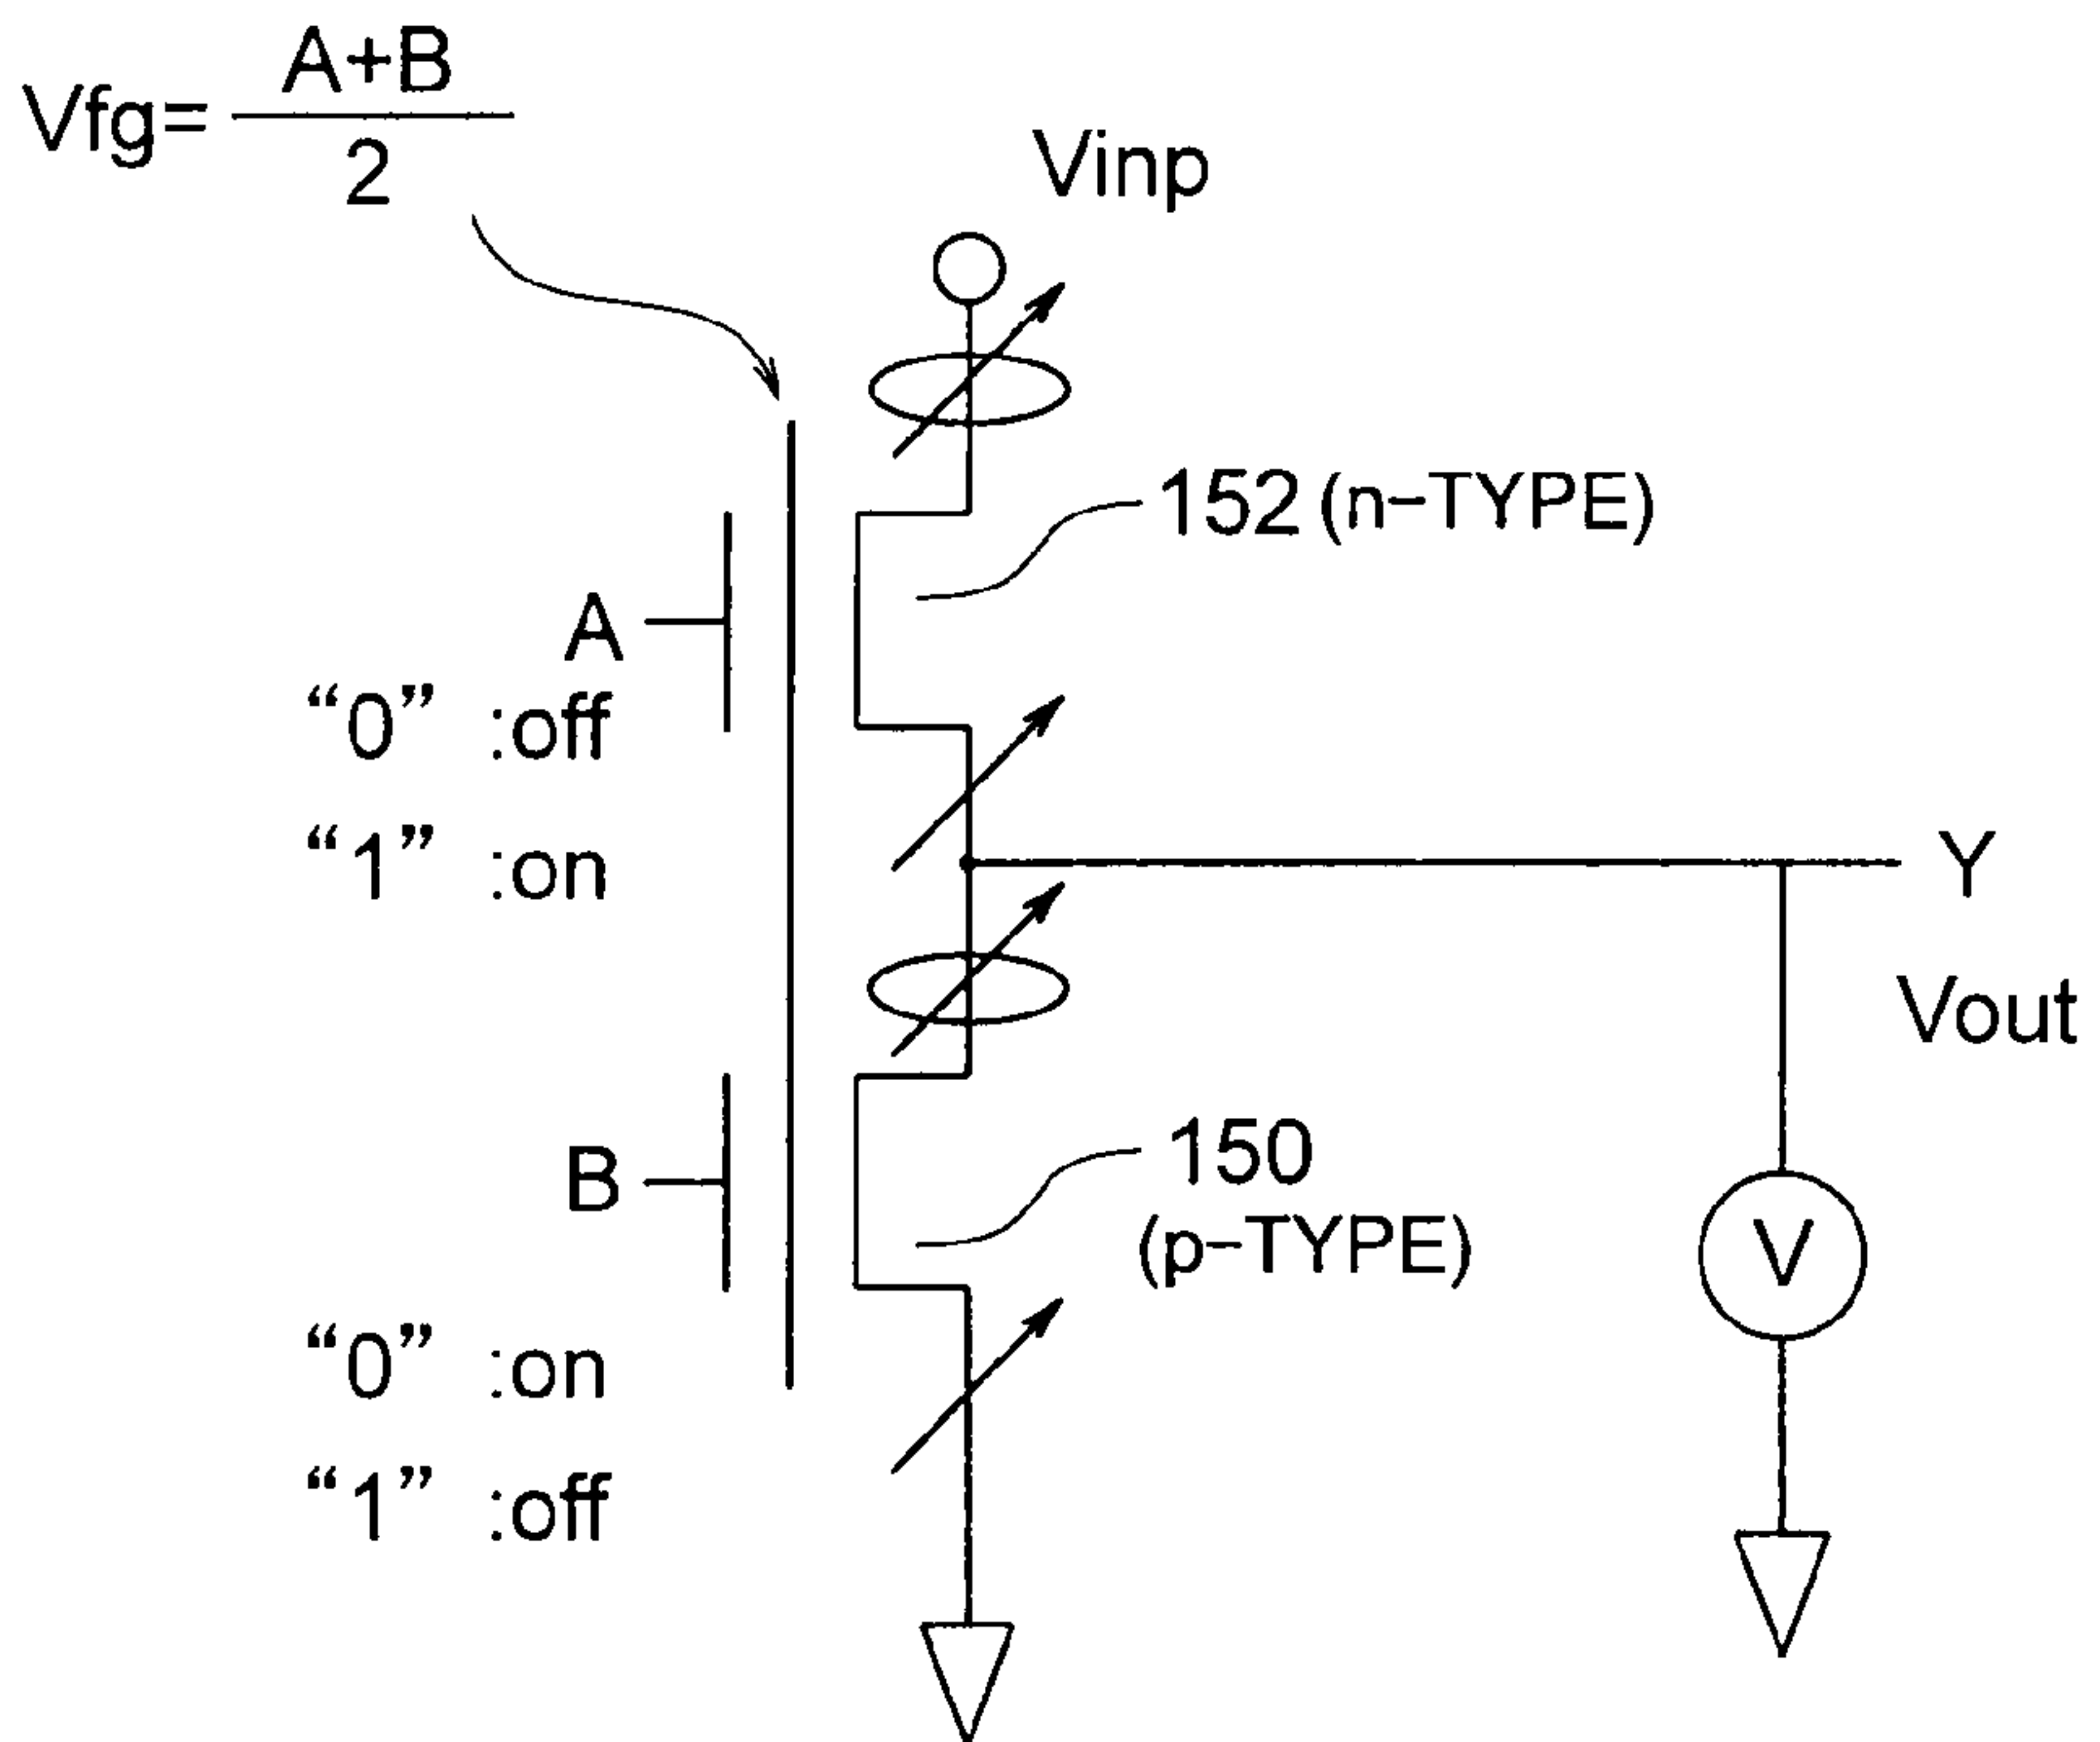 Vfg= A+B
2
Vinp
152 (n-TYPE)
A
“0” :off
“1” :on
Y
Vout
B
150
(p-TYPE)
V
“0” :on
“1” :off